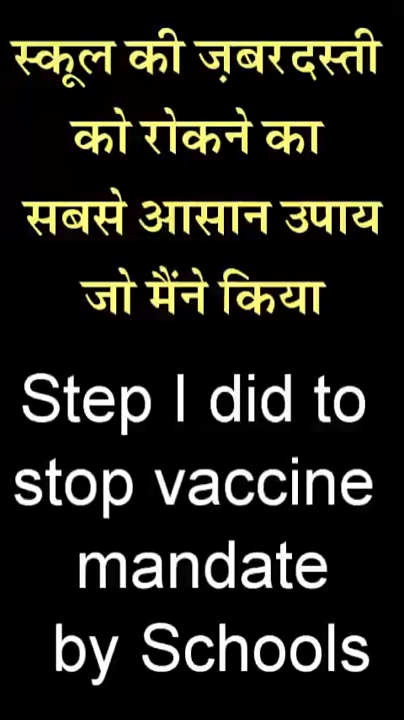 स्कूल की ज़बरदस्ती
को रोकने का
सबसे आसान उपाय
जो मैंने किया
Step I did to
stop vaccine
mandate
by Schools